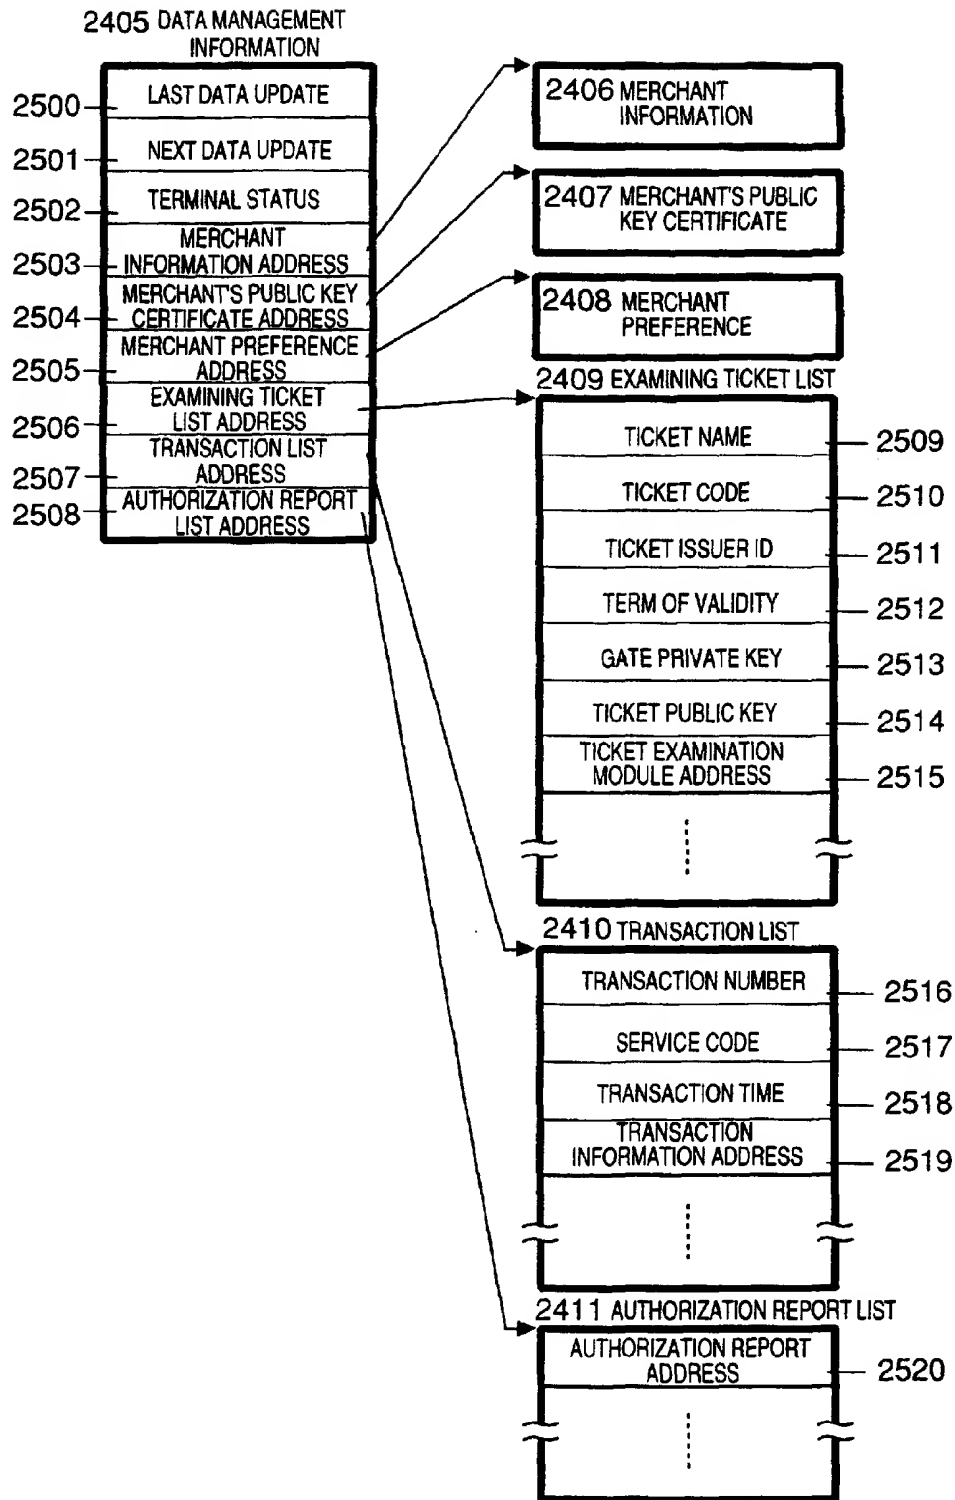 2405 DATA MANAGEMENT
INFORMATION
2500
LAST DATA UPDATE
2501
NEXT DATA UPDATE
2502
TERMINAL STATUS
2503
MERCHANT
INFORMATION ADDRESS
2504
MERCHANT'S PUBLIC KEY
CERTIFICATE ADDRESS
2505
MERCHANT PREFERENCE
ADDRESS
2506
EXAMINING TICKET
LIST ADDRESS
2507
TRANSACTION LIST
ADDRESS
2508
AUTHORIZATION REPORT
LIST ADDRESS
2406 MERCHANT
INFORMATION
2407 MERCHANT'S PUBLIC
KEY CERTIFICATE
2408 MERCHANT
PREFERENCE
2409 EXAMINING TICKET LIST
TICKET NAME
2509
TICKET CODE
2510
TICKET ISSUER ID
2511
TERM OF VALIDITY
2512
GATE PRIVATE KEY
2513
TICKET PUBLIC KEY
2514
TICKET EXAMINATION
MODULE ADDRESS
2515
2410 TRANSACTION LIST
TRANSACTION NUMBER
2516
SERVICE CODE
2517
TRANSACTION TIME
2518
TRANSACTION
INFORMATION ADDRESS
2519
2411 AUTHORIZATION REPORT LIST
AUTHORIZATION REPORT
ADDRESS
2520